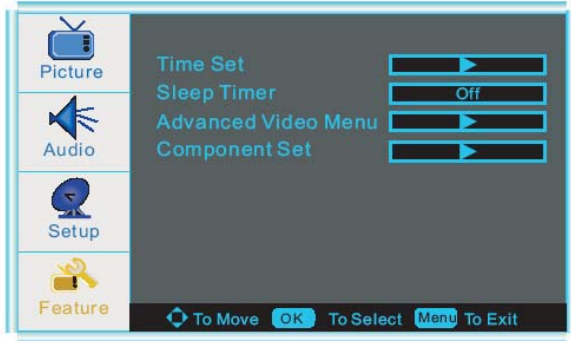 Picture
Audio
Setup
Feature
Time Set
Sleep Timer Off
Advanced Video Menu
Component Set
To Move OK To Select Menu To Exit